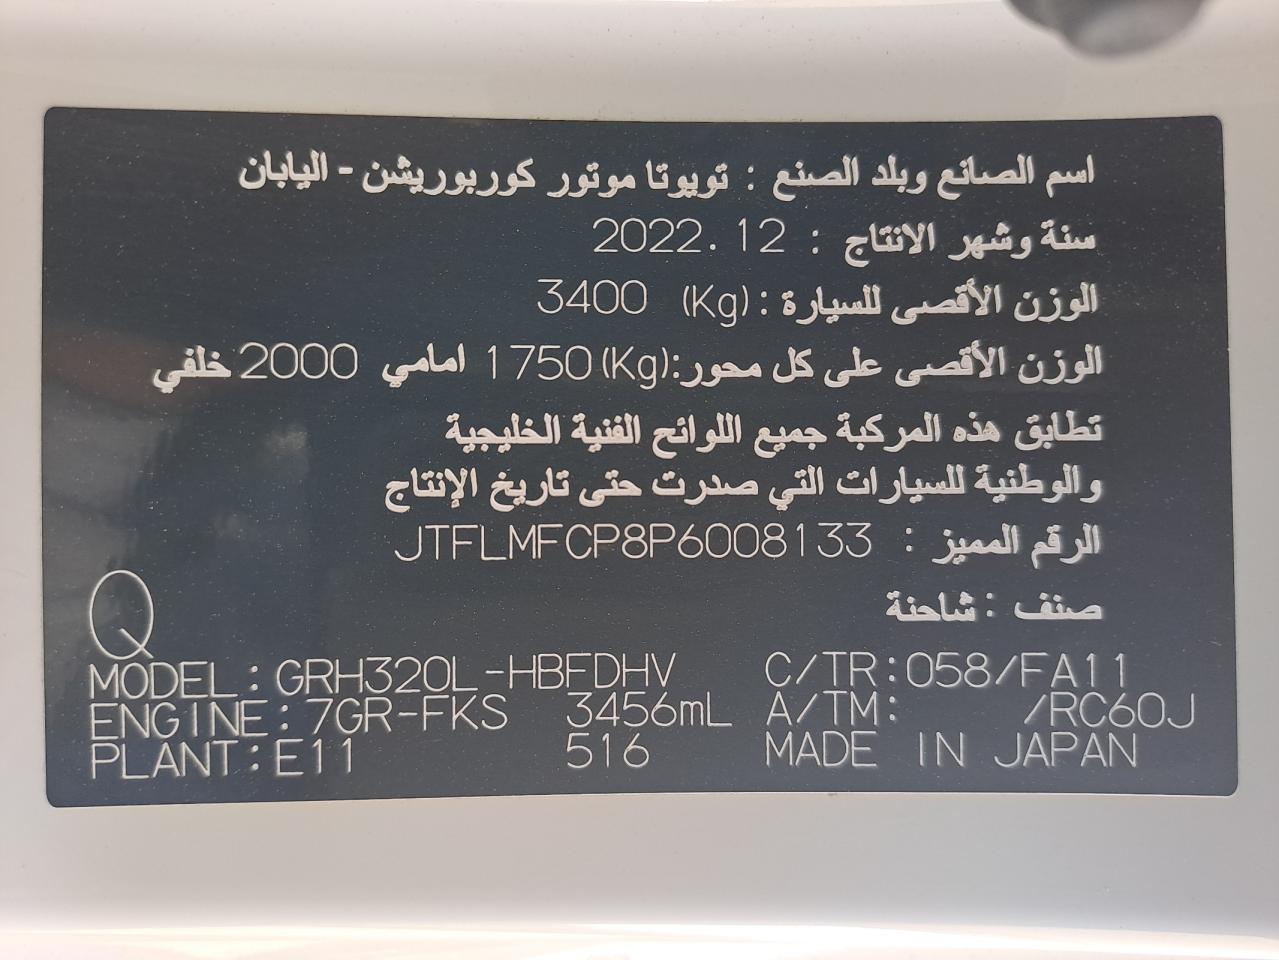 اسم الصانع وبلد الصنع : تويوتا موتور كوربوريشن - اليابان
سنة وشهر الانتاج : 2022.12
الوزن الأقصى للسيارة : (Kg) 3400
الوزن الأقصى على كل محور:(Kg) 1750 امامي 2000 خلفي
تطابق هذه المركبة جميع اللوائح الفنية الخليجية
والوطنية للسيارات التي صدرت حتى تاريخ الإنتاج
الرقم المميز : JTFLMFCP8P6008133
صنف : شاحنة
Q
MODEL: GRH320L-HBFDHV C/TR:058/FA11
ENGINE: 7GR-FKS 3456mL A/TM: /RC60J
PLANT:E11 516 MADE IN JAPAN